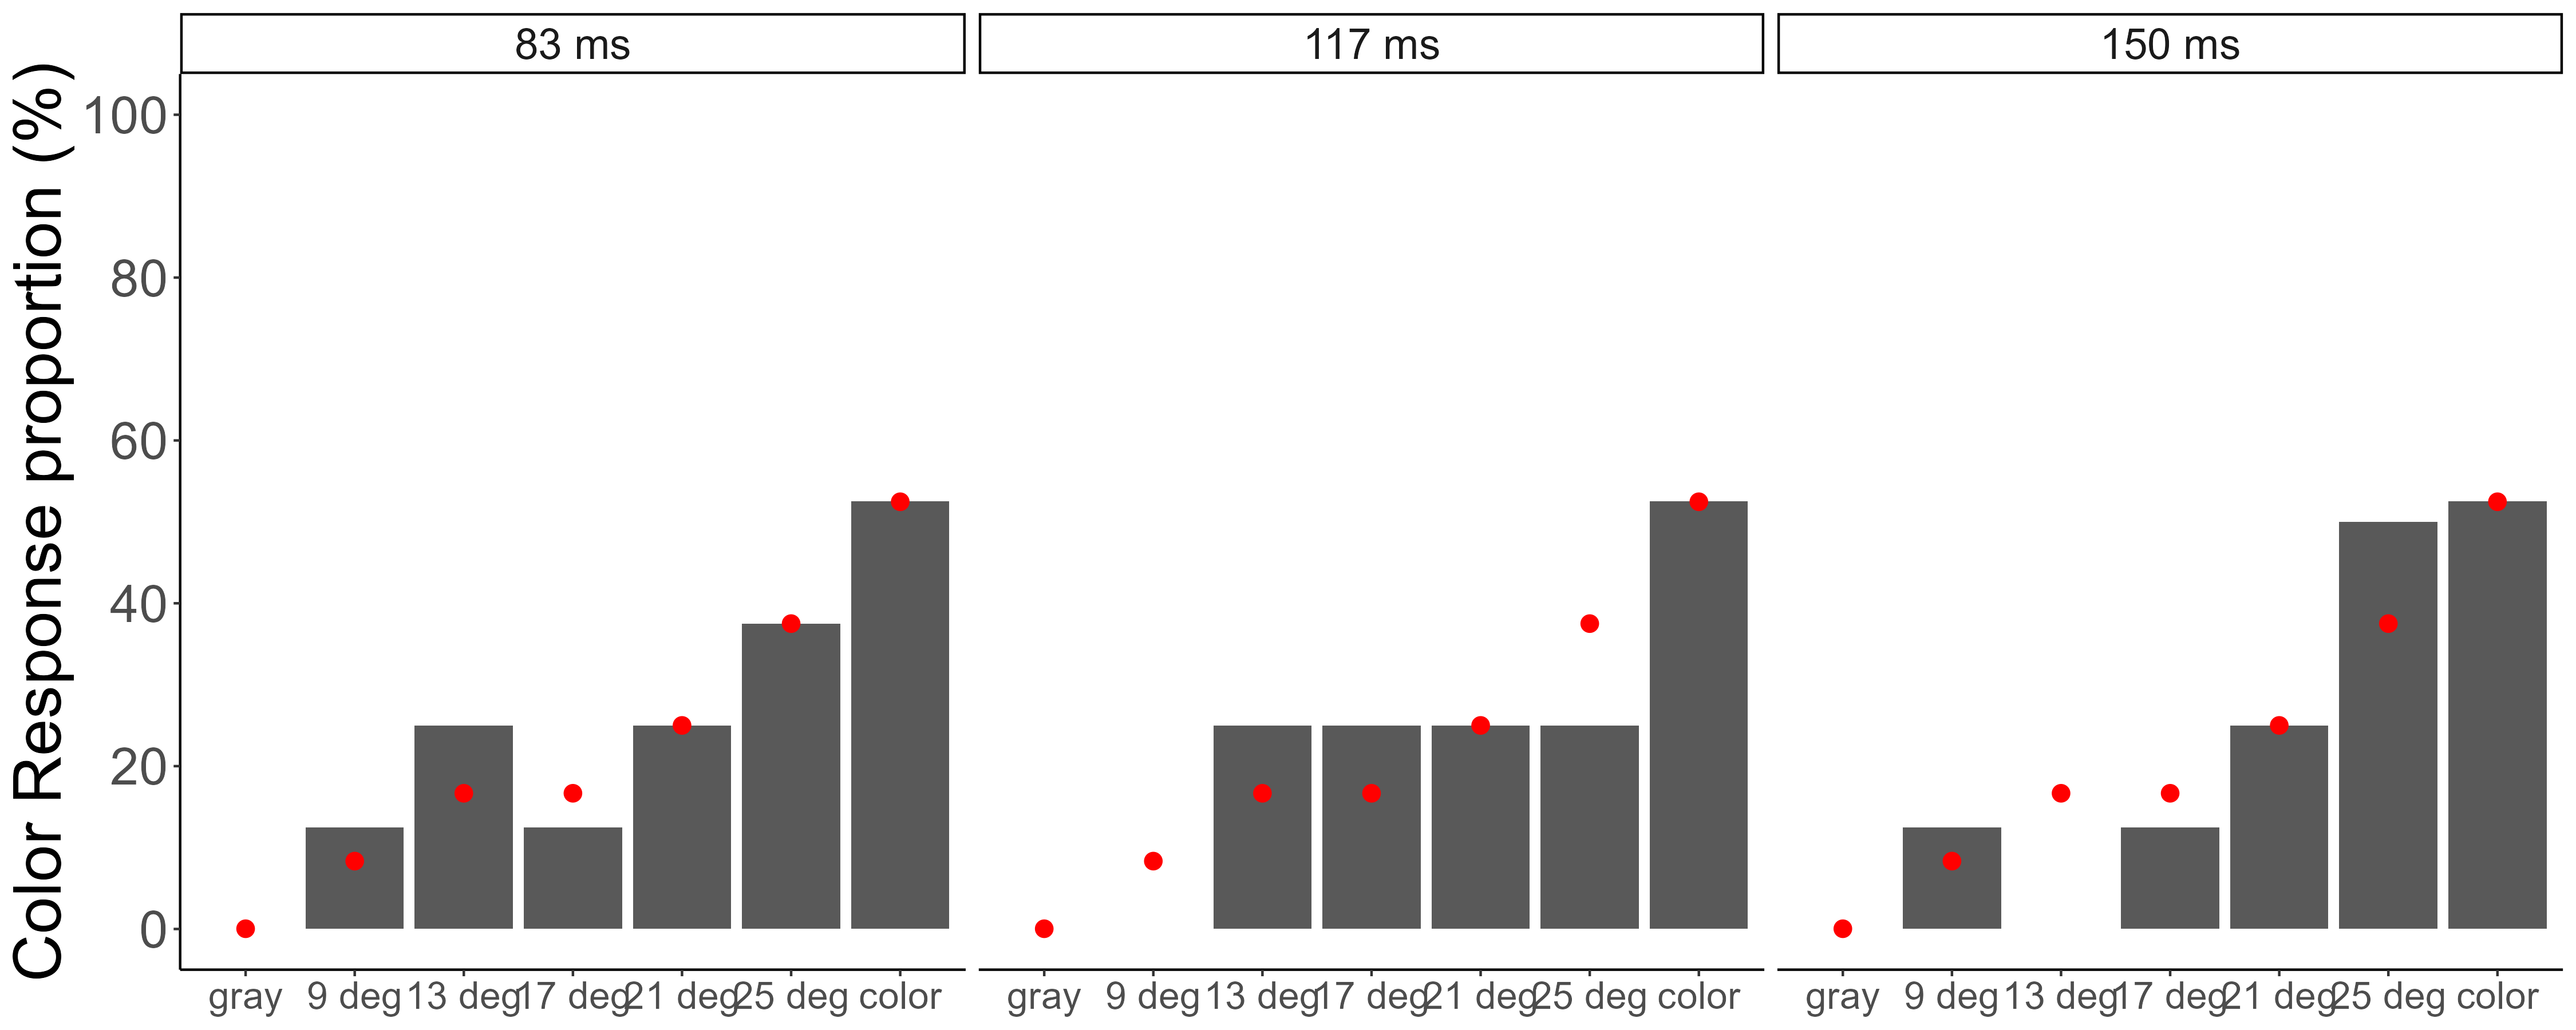 83 ms
117 ms
150 ms
Color Response proportion (%)
100
80
60
40
20
0
gray 9 deg 13 deg 17 deg 21 deg 25 deg color
gray 9 deg 13 deg 17 deg 21 deg 25 deg color
gray 9 deg 13 deg 17 deg 21 deg 25 deg color